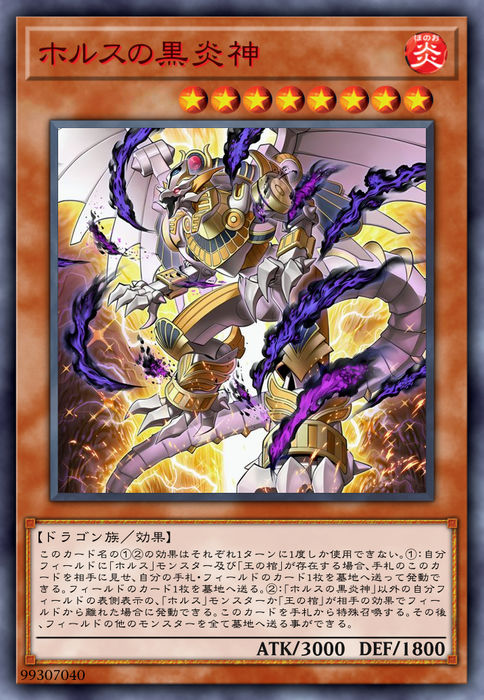 ホルスの黒炎神
ほのお
炎
【ドラゴン族／効果】
このカード名の①②の効果はそれぞれ1ターンに1度しか使用できない。①：自分
フィールドに「ホルス」モンスター及び「王の棺」が存在する場合、手札のこのカ
ードを相手に見せ、自分の手札・フィールドのカード1枚を墓地へ送って発動で
きる。フィールドのカード1枚を墓地へ送る。②：「ホルスの黒炎神」以外の自分フ
ィールドの表側表示の、「ホルス」モンスターか「王の棺」が相手の効果でフィー
ルドから離れた場合に発動できる。このカードを手札から特殊召喚する。その後、
フィールドの他のモンスターを全て墓地へ送る事ができる。
ATK/3000 DEF/1800
99307040